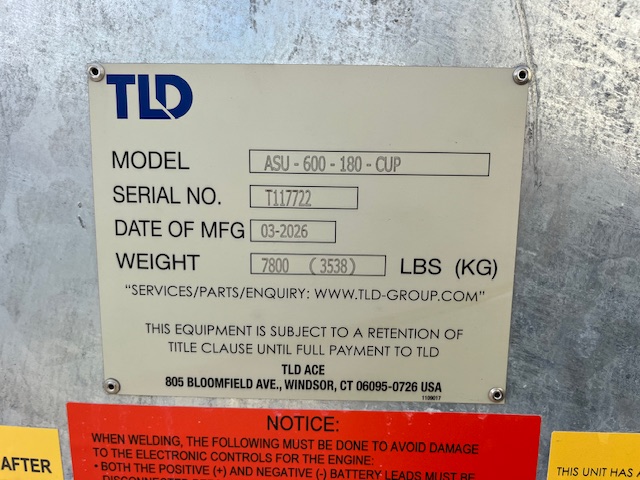 TLD
MODEL ASU - 600 - 180 - CUP
SERIAL NO. T117722
DATE OF MFG 03-2026
WEIGHT 7800 (3538) LBS (KG)
"SERVICES/PARTS/ENQUIRY: WWW.TLD-GROUP.COM"
THIS EQUIPMENT IS SUBJECT TO A RETENTION OF
TITLE CLAUSE UNTIL FULL PAYMENT TO TLD
TLD ACE
805 BLOOMFIELD AVE., WINDSOR, CT 06095-0726 USA
1109017
NOTICE:
WHEN WELDING, THE FOLLOWING MUST BE DONE TO AVOID DAMAGE
TO THE ELECTRONIC CONTROLS FOR THE ENGINE:
• BOTH THE POSITIVE (+) AND NEGATIVE (-) BATTERY LEADS MUST BE
AFTER
THIS UNIT HAS A